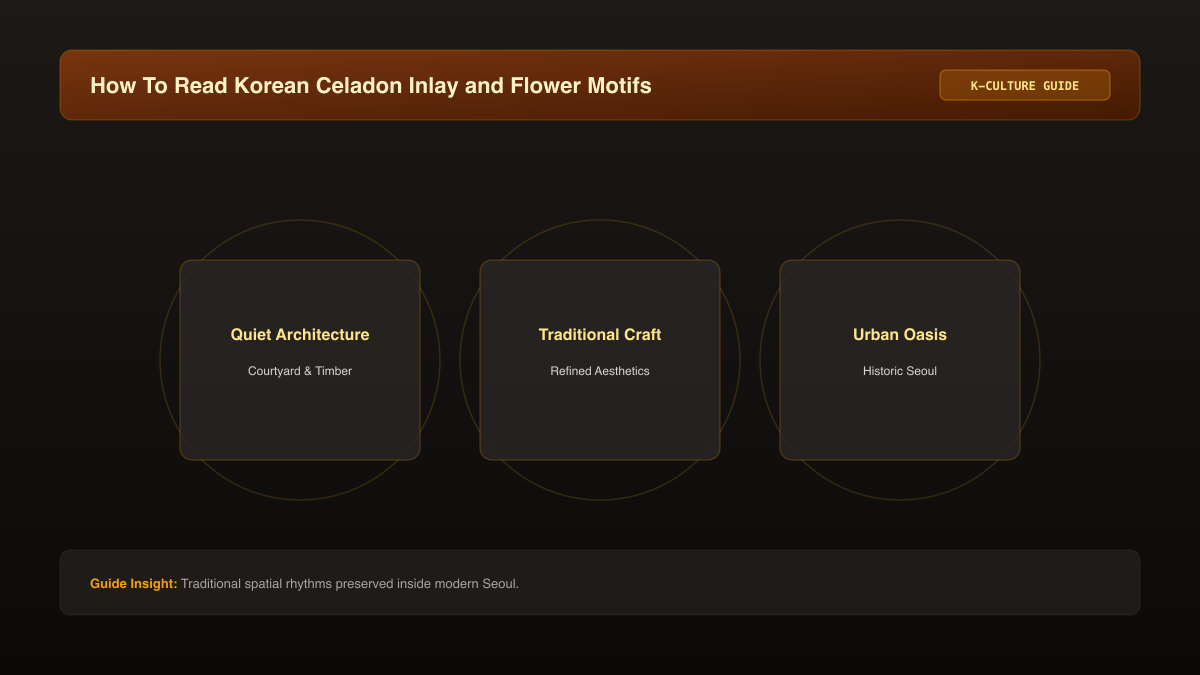 How To Read Korean Celadon Inlay and Flower Motifs
K–CULTURE GUIDE
Quiet Architecture
Courtyard & Timber
Traditional Craft
Refined Aesthetics
Urban Oasis
Historic Seoul
Guide Insight: Traditional spatial rhythms preserved inside modern Seoul.